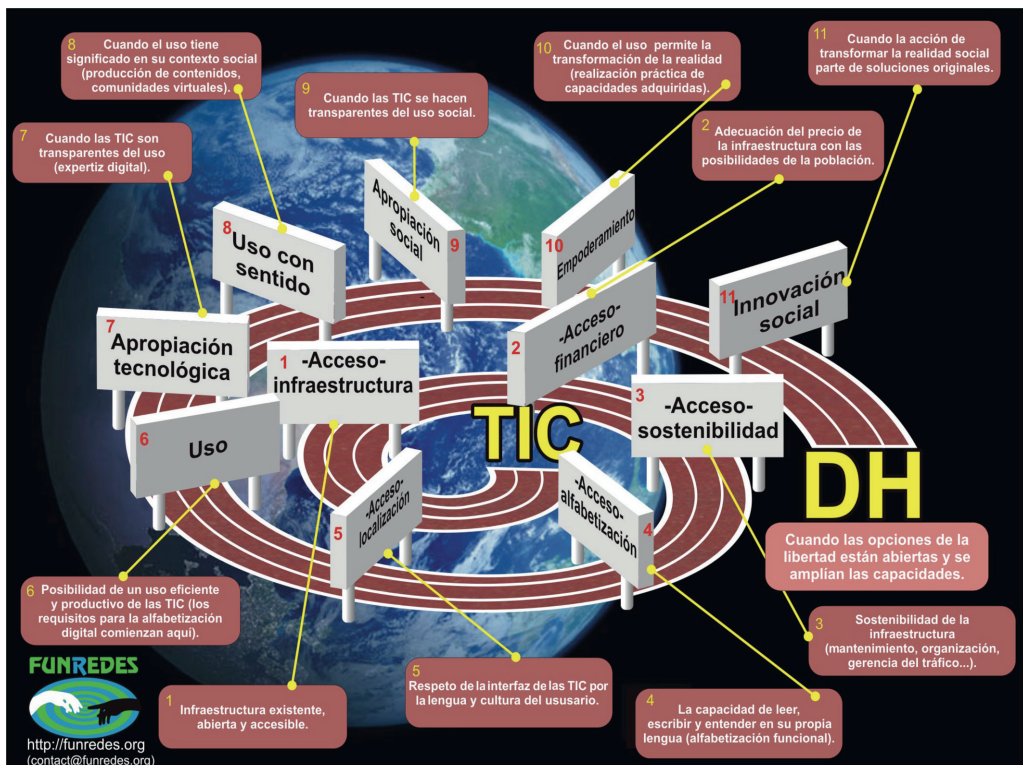 8
Cuando el uso tiene
significado en su contexto social
(producción de contenidos,
comunidades virtuales).
10
Cuando el uso permite la
transformación de la realidad
(realización práctica de
capacidades adquiridas).
11
Cuando la acción de
transformar la realidad social
parte de soluciones originales.
9
Cuando las TIC se hacen
transparentes del uso social.
7
Cuando las TIC son
transparentes del uso
(expertiz digital).
2
Adecuación del precio de
la infraestructura con las
posibilidades de la población.
8
Uso con
sentido
Apropiación
social
9
10
Empoderamiento
11
Innovación
social
7
Apropiación
tecnológica
1
-Acceso-
infraestructura
2
-Acceso-
financiero
3
-Acceso-
sostenibilidad
6
Uso
TIC
DH
5
-Acceso-
localización
-Acceso-
alfabetización
4
Cuando las opciones de la
libertad están abiertas y se
amplían las capacidades.
6
Posibilidad de un uso eficiente
y productivo de las TIC (los
requisitos para la alfabetización
digital comienzan aquí).
3
Sostenibilidad de la
infraestructura
(mantenimiento, organización,
gerencia del tráfico...).
FUNREDES
http://funredes.org
(contact@funredes.org)
1
Infraestructura existente,
abierta y accesible.
5
Respeto de la interfaz de las TIC por
la lengua y cultura del ususario.
4
La capacidad de leer,
escribir y entender en su propia
lengua (alfabetización funcional).